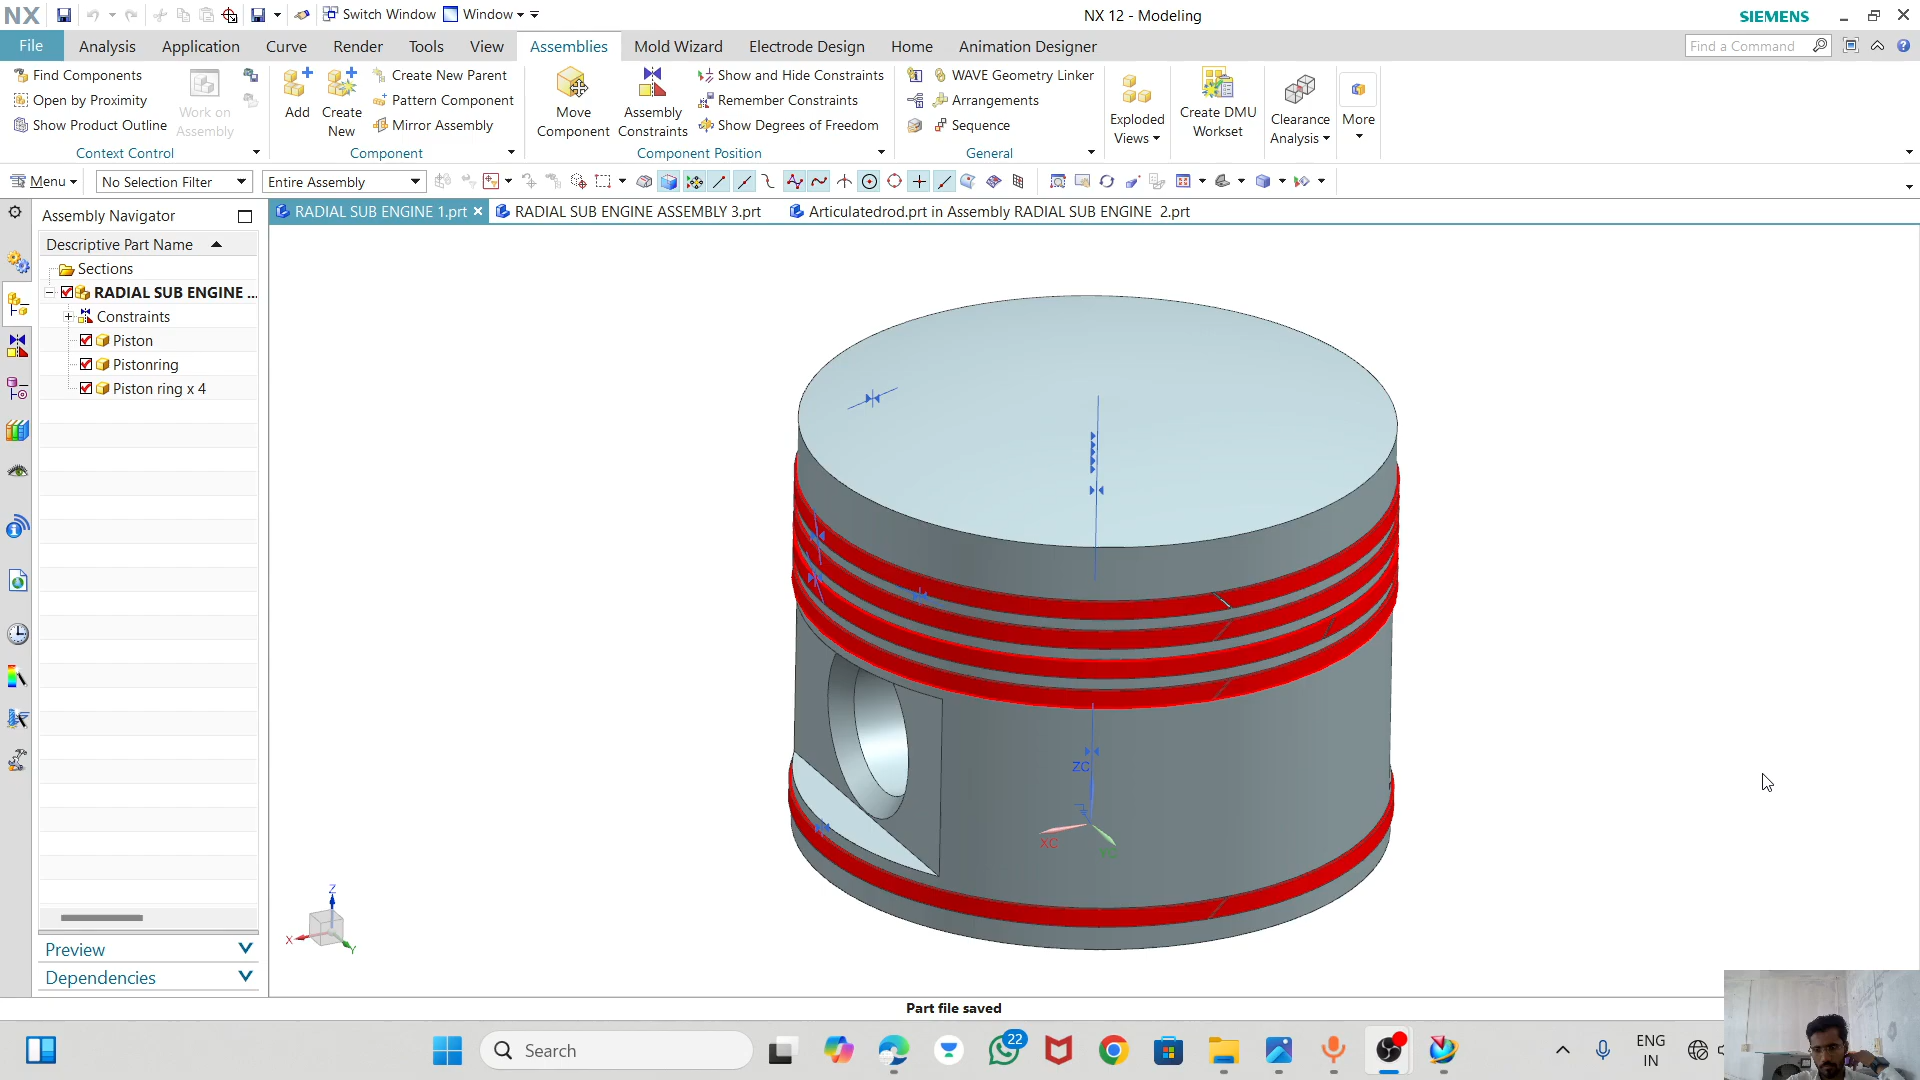 NX Switch Window Window NX 12 - Modeling SIEMENS
File Analysis Application Curve Render Tools View Assemblies Mold Wizard Electrode Design Home Animation Designer Find a Command
Find Components
Open by Proximity
Show Product Outline
Work on
Assembly
Context Control
Add
Create
New
Create New Parent
Pattern Component
Mirror Assembly
Component
Move
Component
Assembly
Constraints
Show and Hide Constraints
Remember Constraints
Show Degrees of Freedom
Component Position
WAVE Geometry Linker
Arrangements
Sequence
General
Exploded
Views
Create DMU
Workset
Clearance
Analysis
More
Menu No Selection Filter Entire Assembly
Assembly Navigator
RADIAL SUB ENGINE 1.prt RADIAL SUB ENGINE ASSEMBLY 3.prt Articulatedrod.prt in Assembly RADIAL SUB ENGINE 2.prt
Descriptive Part Name
Sections
RADIAL SUB ENGINE ...
Constraints
Piston
Pistonring
Piston ring x 4
ZC
XC
YC
Z
X
Y
Preview
Dependencies
Part file saved
Search
22
ENG
IN